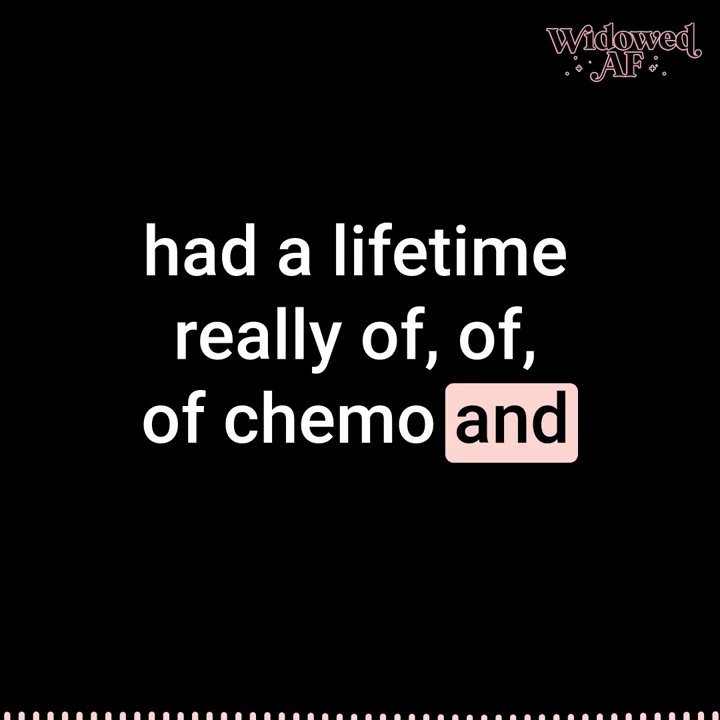 Widowed
AF
had a lifetime
really of, of,
of chemo and